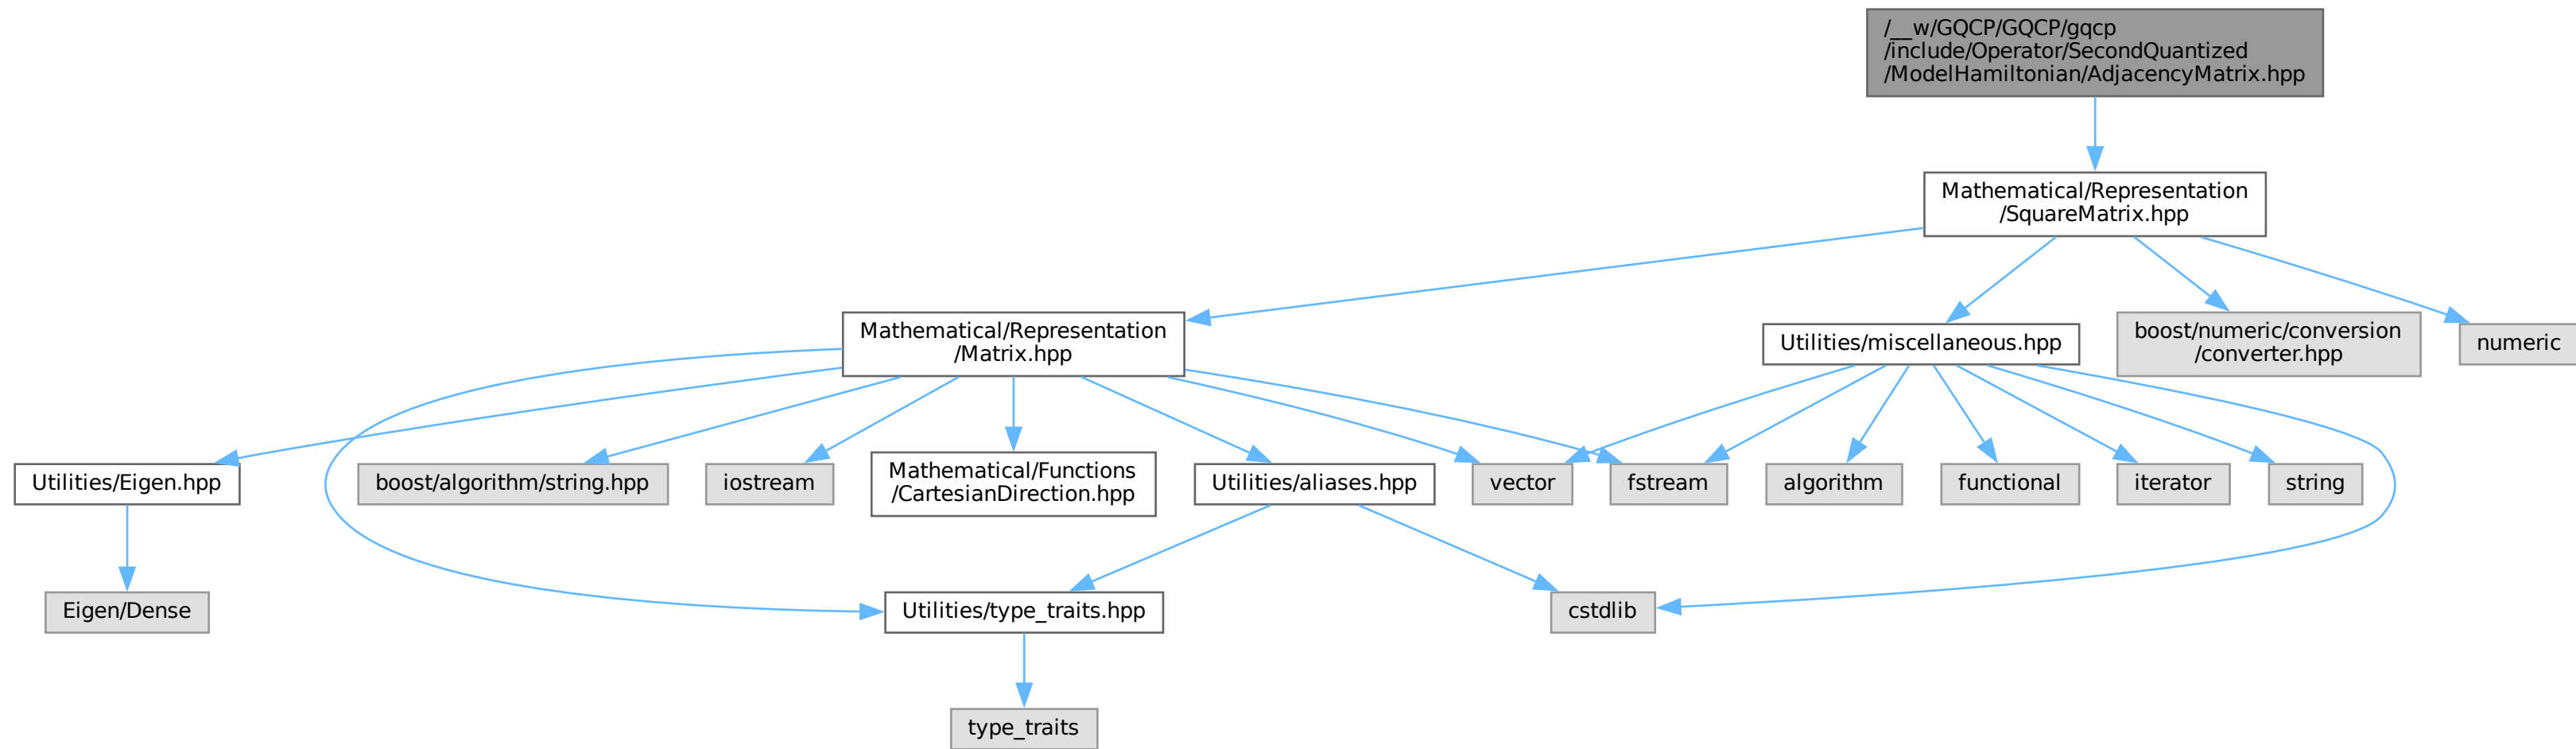 /__w/GQCP/GQCP/gqcp
/include/Operator/SecondQuantized
/ModelHamiltonian/AdjacencyMatrix.hpp
Mathematical/Representation
/SquareMatrix.hpp
Mathematical/Representation
/Matrix.hpp
Utilities/miscellaneous.hpp
boost/numeric/conversion
/converter.hpp
numeric
Utilities/Eigen.hpp
boost/algorithm/string.hpp
iostream
Mathematical/Functions
/CartesianDirection.hpp
Utilities/aliases.hpp
vector
fstream
algorithm
functional
iterator
string
Eigen/Dense
Utilities/type_traits.hpp
cstdlib
type_traits